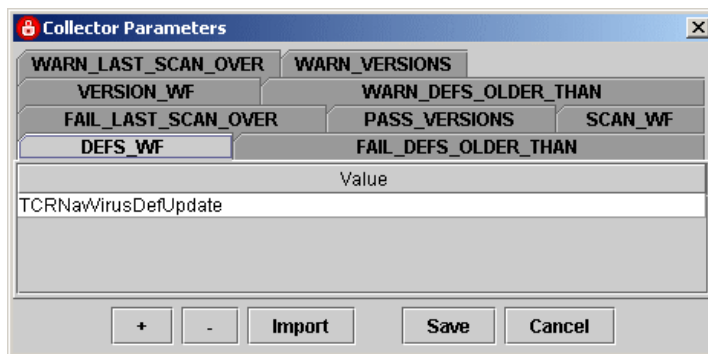 Collector Parameters
WARN_LAST_SCAN_OVER WARN_VERSIONS
VERSION_WF WARN_DEFS_OLDER_THAN
FAIL_LAST_SCAN_OVER PASS_VERSIONS SCAN_WF
DEFS_WF FAIL_DEFS_OLDER_THAN
Value
TCRNavVirusDefUpdate
+ - Import Save Cancel